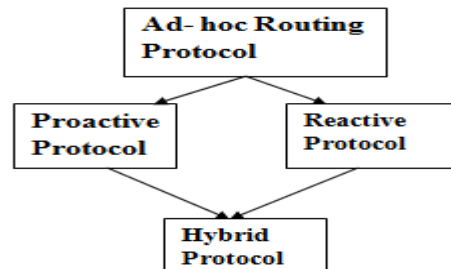 Ad- hoc Routing
Protocol
Proactive
Protocol
Reactive
Protocol
Hybrid
Protocol